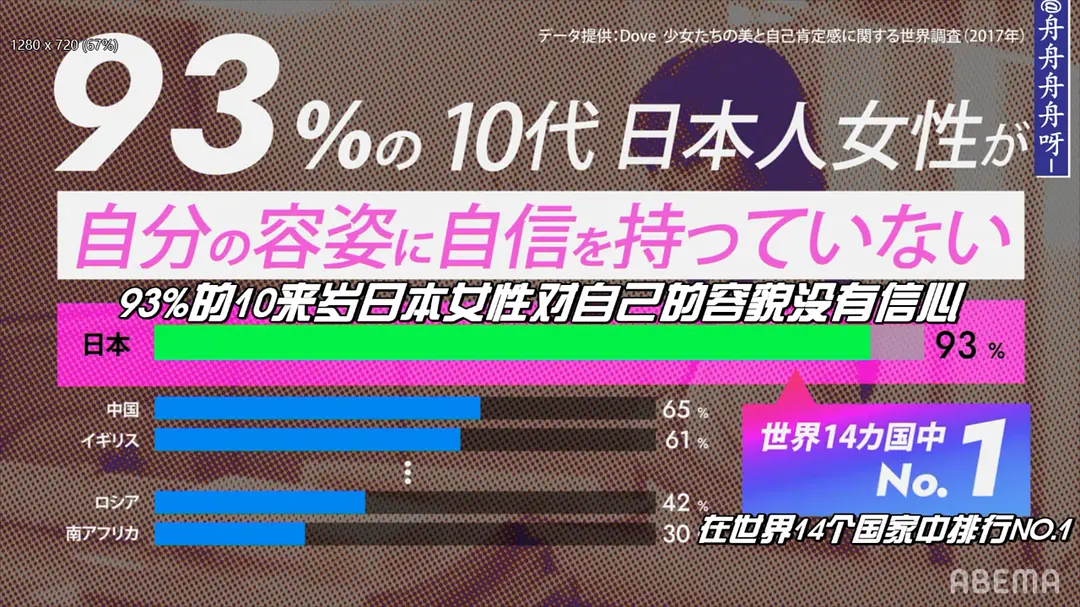 1280 x 720 (67%)
データ提供：Dove 少女たちの美と自己肯定感に関する世界調査（2017年）
@舟舟舟舟呀-
93%の10代 日本人女性が
自分の容姿に自信を持っていない
93%的10来岁日本女性对自己的容貌没有信心
日本 93 %
中国 65 %
イギリス 61 %
ロシア 42 %
南アフリカ 30
世界14カ国中
No.1
在世界14个国家中排行NO.1
ABEMA